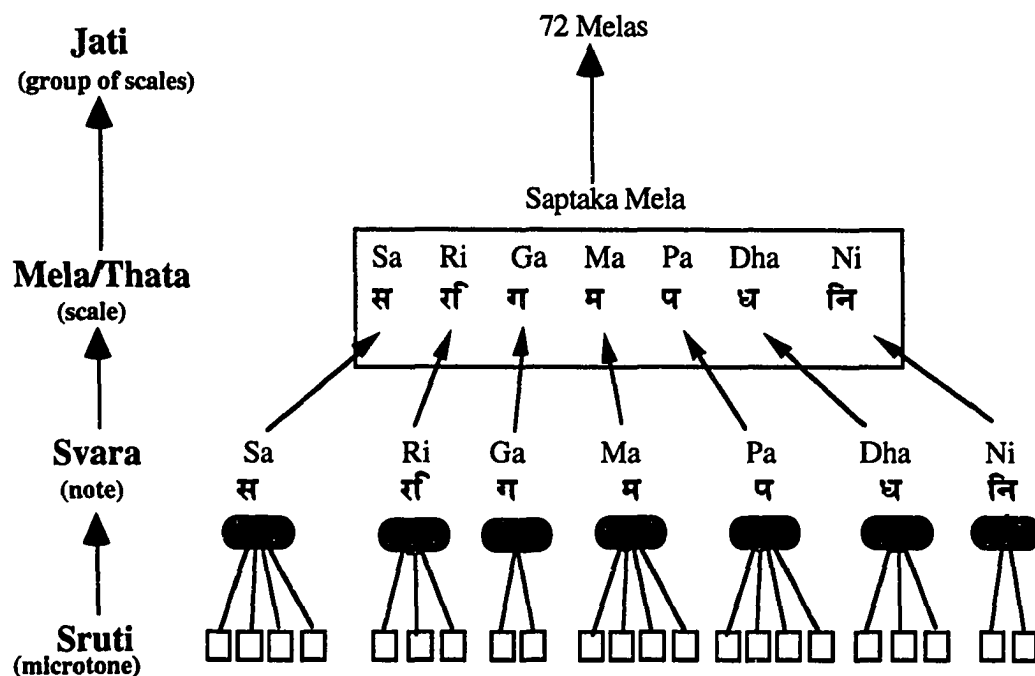 Jati
(group of scales)
72 Melas
Saptaka Mela
Mela/Thata
(scale)
Sa Ri Ga Ma Pa Dha Ni
स रि ग म प ध नि
Svara
(note)
Sa Ri Ga Ma Pa Dha Ni
स रि ग म प ध नि
Sruti
(microtone)